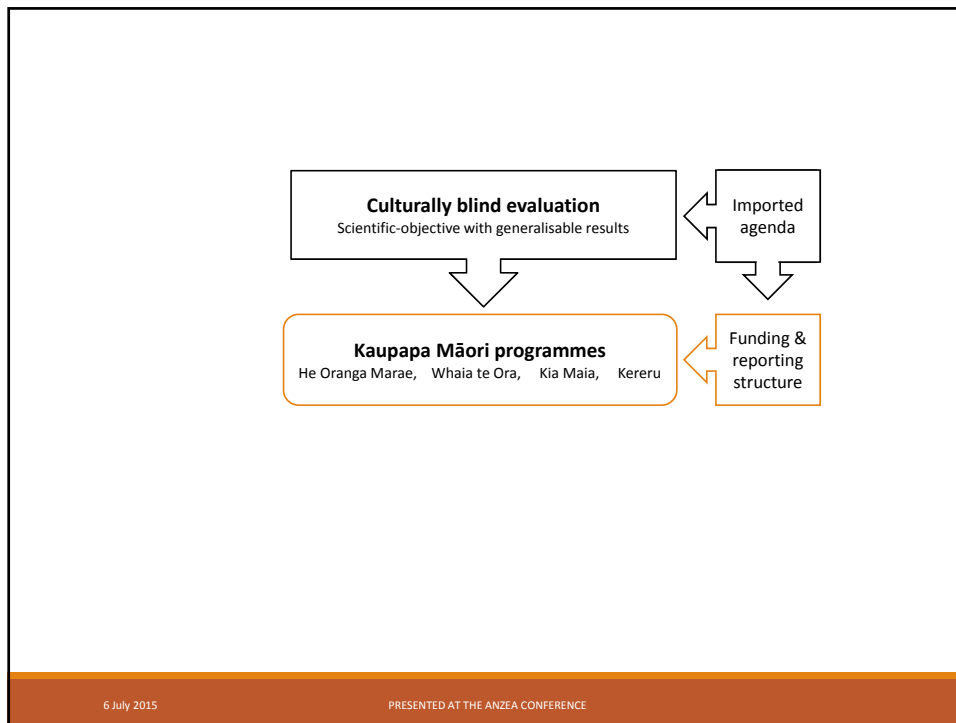 Culturally blind evaluation
Scientific-objective with generalisable results
Imported
agenda
Kaupapa Māori programmes
He Oranga Marae, Whaia te Ora, Kia Maia, Kereru
Funding &
reporting
structure
6 July 2015
PRESENTED AT THE ANZEA CONFERENCE